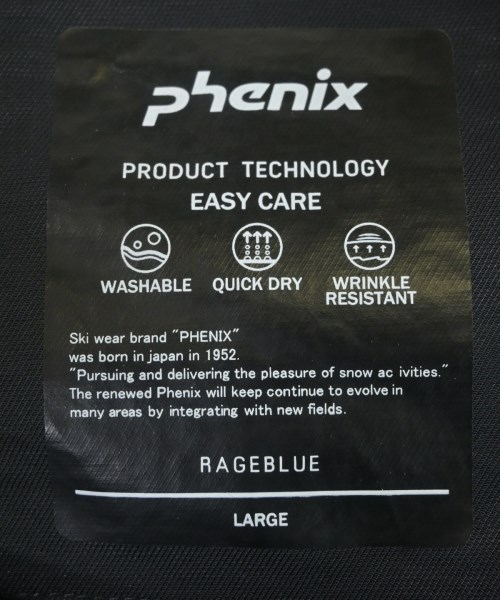 phenix
PRODUCT TECHNOLOGY
EASY CARE
WASHABLE QUICK DRY WRINKLE RESISTANT
Ski wear brand "PHENIX"
was born in japan in 1952.
"Pursuing and delivering the pleasure of snow ac ivities."
The renewed Phenix will keep continue to evolve in
many areas by integrating with new fields.
RAGEBLUE
LARGE